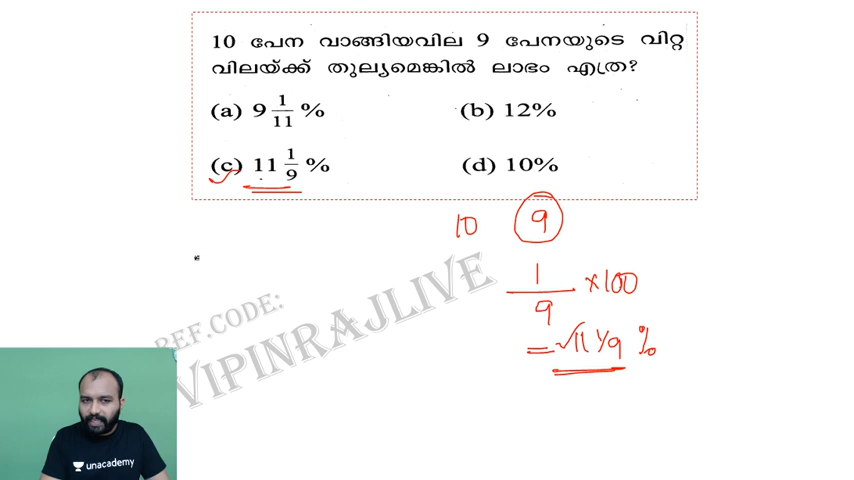 10 പേന വാങ്ങിയവില 9 പേനയുടെ വിറ്റ
വിലയ്ക്ക് തുല്യമെങ്കിൽ ലാഭം എത്ര?
(a) 9 1/11 % (b) 12%
(c) 11 1/9 % (d) 10%
10 9
1/9 × 100
= 11 1/9 %
REF.CODE:
VIPINRAJLIVE
unacademy